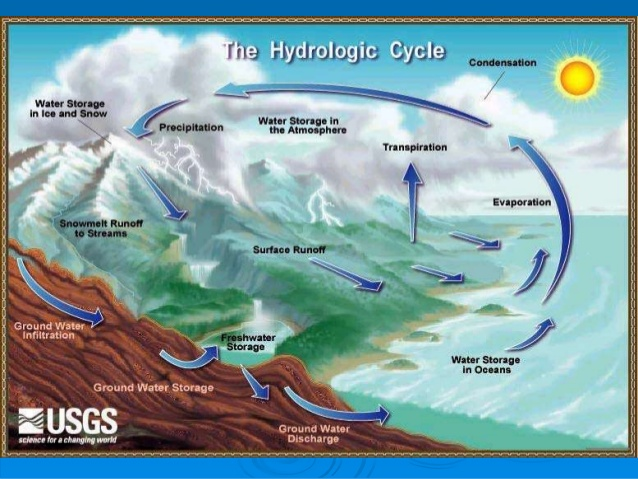 The Hydrologic Cycle
Condensation
Water Storage
in Ice and Snow
Precipitation
Water Storage in
the Atmosphere
Transpiration
Evaporation
Snowmelt Runoff
to Streams
Surface Runoff
Ground Water
Infiltration
Freshwater
Storage
Water Storage
in Oceans
Ground Water Storage
Ground Water
Discharge
USGS
science for a changing world